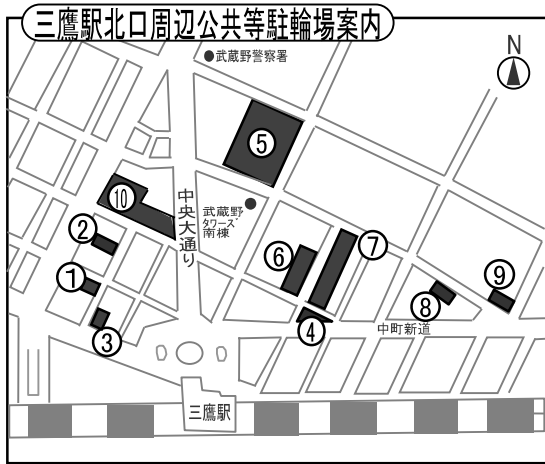 三鷹駅北口周辺公共等駐輪場案内
武蔵野警察署
N
⑤
中央大通り
⑩
武蔵野
タワーズ
南棟
②
⑥
⑦
①
⑧
⑨
③
④
中町新道
三鷹駅